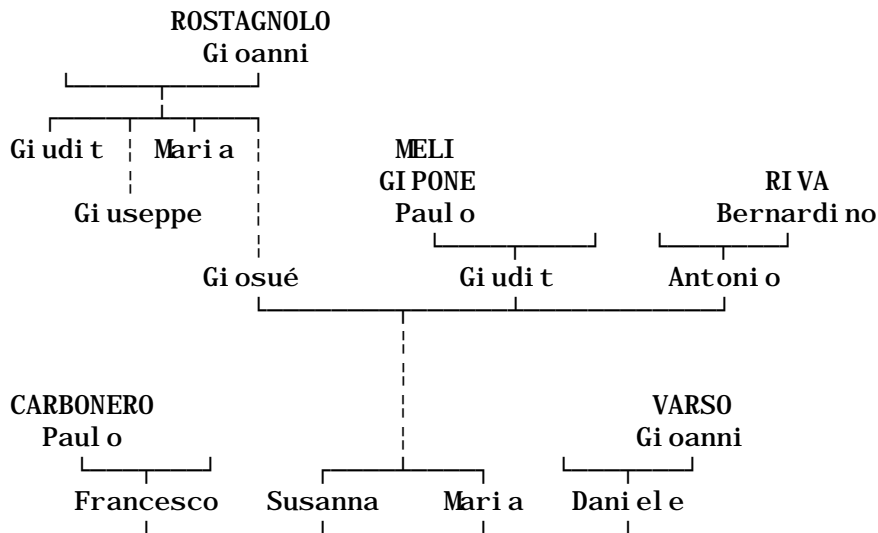 ROSTAGNOLO
Gioanni
Giudit Maria
Giuseppe
MELI
GIPONE
Paulo
RIVA
Bernardino
Giosué Giudit Antonio
CARBONERO
Paulo
VARSO
Gioanni
Francesco Susanna Maria Daniele